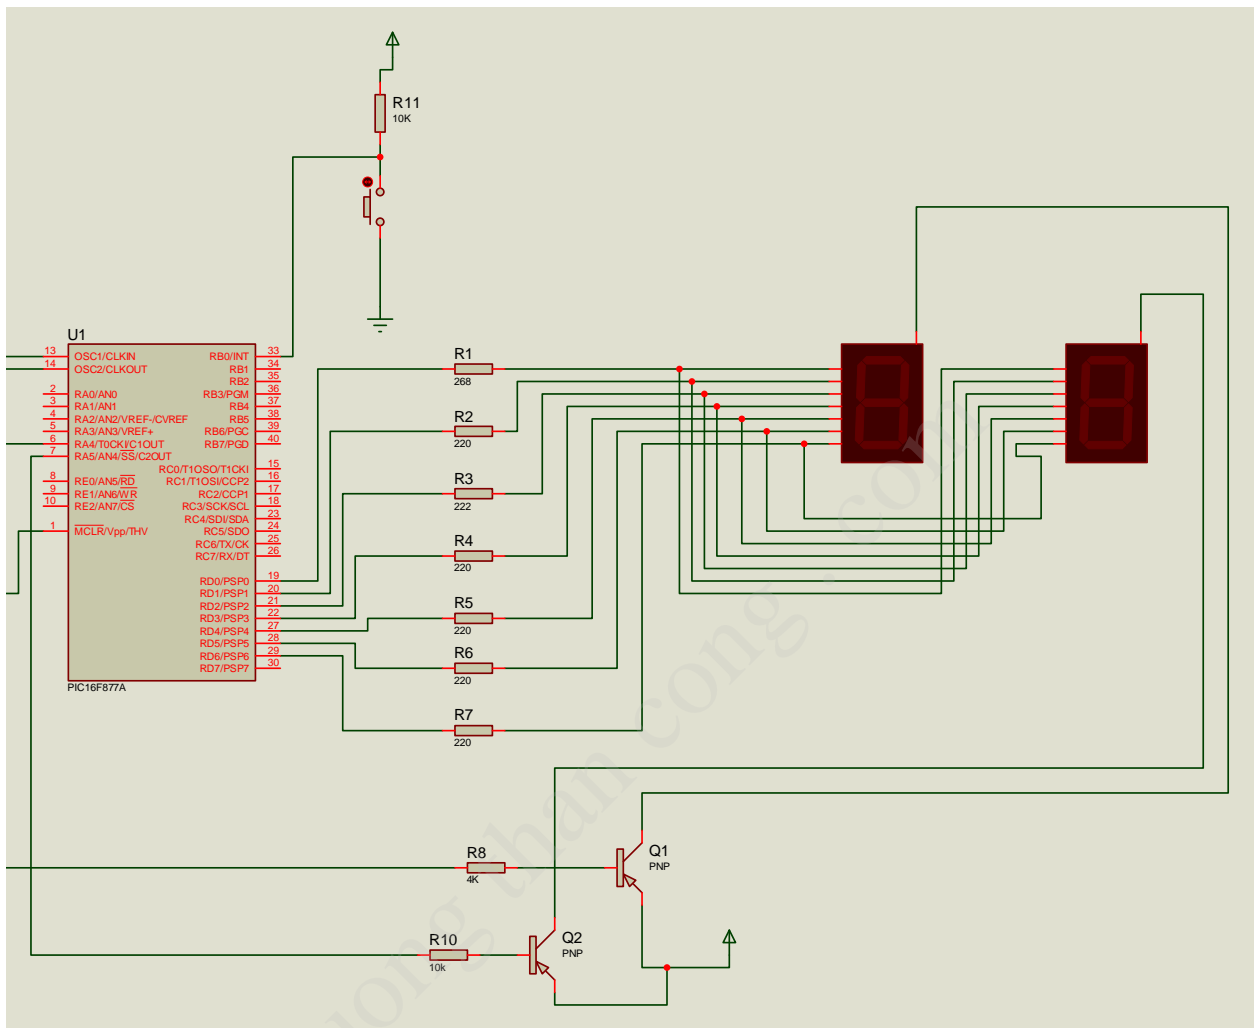 R11
10K
U1
13
OSC1/CLKIN
RB0/INT
33
14
OSC2/CLKOUT
RB1
34
RB2
35
2
RA0/AN0
RB3/PGM
36
3
RA1/AN1
RB4
37
4
RA2/AN2/VREF-/CVREF
RB5
38
5
RA3/AN3/VREF+
RB6/PGC
39
6
RA4/T0CKI/C1OUT
RB7/PGD
40
7
RA5/AN4/SS/C2OUT
RC0/T1OSO/T1CKI
15
8
RE0/AN5/RD
RC1/T1OSI/CCP2
16
9
RE1/AN6/WR
RC2/CCP1
17
10
RE2/AN7/CS
RC3/SCK/SCL
18
RC4/SDI/SDA
23
1
MCLR/Vpp/THV
RC5/SDO
24
RC6/TX/CK
25
RC7/RX/DT
26
RD0/PSP0
19
RD1/PSP1
20
RD2/PSP2
21
RD3/PSP3
22
RD4/PSP4
27
RD5/PSP5
28
RD6/PSP6
29
RD7/PSP7
30
PIC16F877A
R1
268
R2
220
R3
222
R4
220
R5
220
R6
220
R7
220
R8
4K
Q1
PNP
R10
10k
Q2
PNP
dong than cong . com